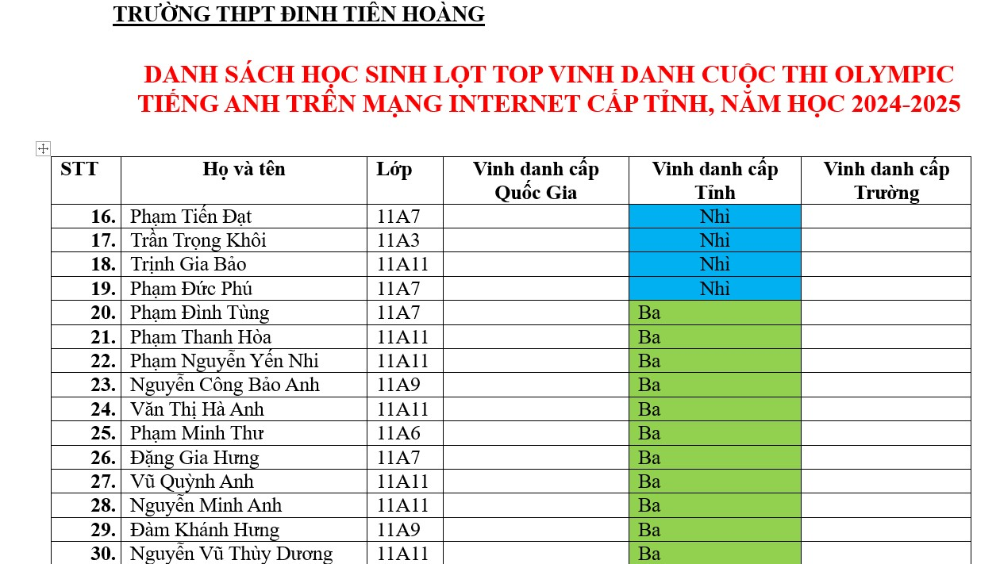 TRƯỜNG THPT ĐINH TIÊN HOÀNG
DANH SÁCH HỌC SINH LỌT TOP VINH DANH CUỘC THI OLYMPIC
TIẾNG ANH TRÊN MẠNG INTERNET CẤP TỈNH, NĂM HỌC 2024-2025
STT Họ và tên Lớp Vinh danh cấp Quốc Gia Vinh danh cấp Tỉnh Vinh danh cấp Trường
16. Phạm Tiến Đạt 11A7 Nhì
17. Trần Trọng Khôi 11A3 Nhì
18. Trịnh Gia Bảo 11A11 Nhì
19. Phạm Đức Phú 11A7 Nhì
20. Phạm Đình Tùng 11A7 Ba
21. Phạm Thanh Hòa 11A11 Ba
22. Phạm Nguyễn Yến Nhi 11A11 Ba
23. Nguyễn Công Bảo Anh 11A9 Ba
24. Văn Thị Hà Anh 11A11 Ba
25. Phạm Minh Thư 11A6 Ba
26. Đặng Gia Hưng 11A7 Ba
27. Vũ Quỳnh Anh 11A11 Ba
28. Nguyễn Minh Anh 11A11 Ba
29. Đàm Khánh Hưng 11A9 Ba
30. Nguyễn Vũ Thùy Dương 11A11 Ba